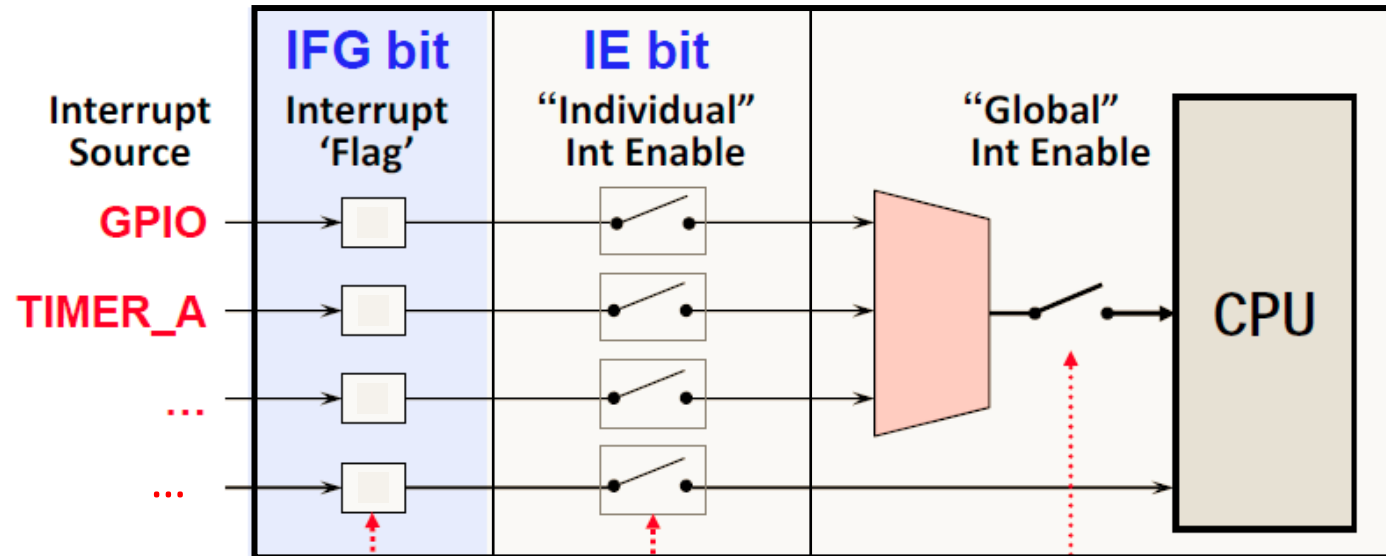 IFG bit
IE bit
Interrupt
Source
Interrupt
‘Flag’
“Individual”
Int Enable
“Global”
Int Enable
GPIO
TIMER_A
...
...
CPU